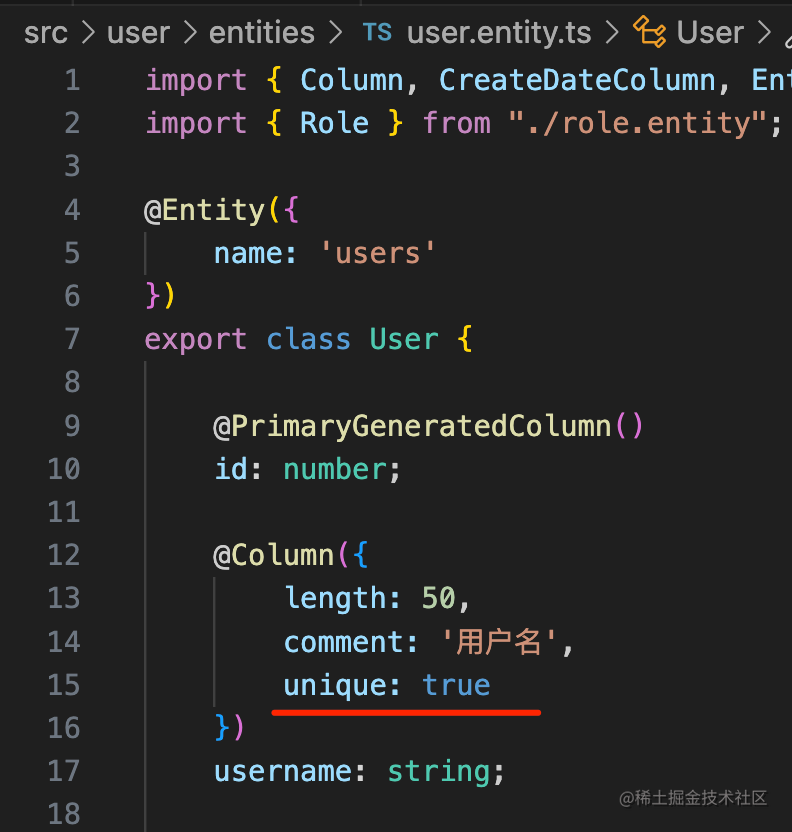 src > user > entities > TS user.entity.ts > User >
1 import { Column, CreateDateColumn, Ent
2 import { Role } from "./role.entity";
3
4 @Entity({
5 name: 'users'
6 })
7 export class User {
8
9 @PrimaryGeneratedColumn()
10 id: number;
11
12 @Column({
13 length: 50,
14 comment: '用户名',
15 unique: true
16 })
17 username: string;
18
@稀土掘金技术社区